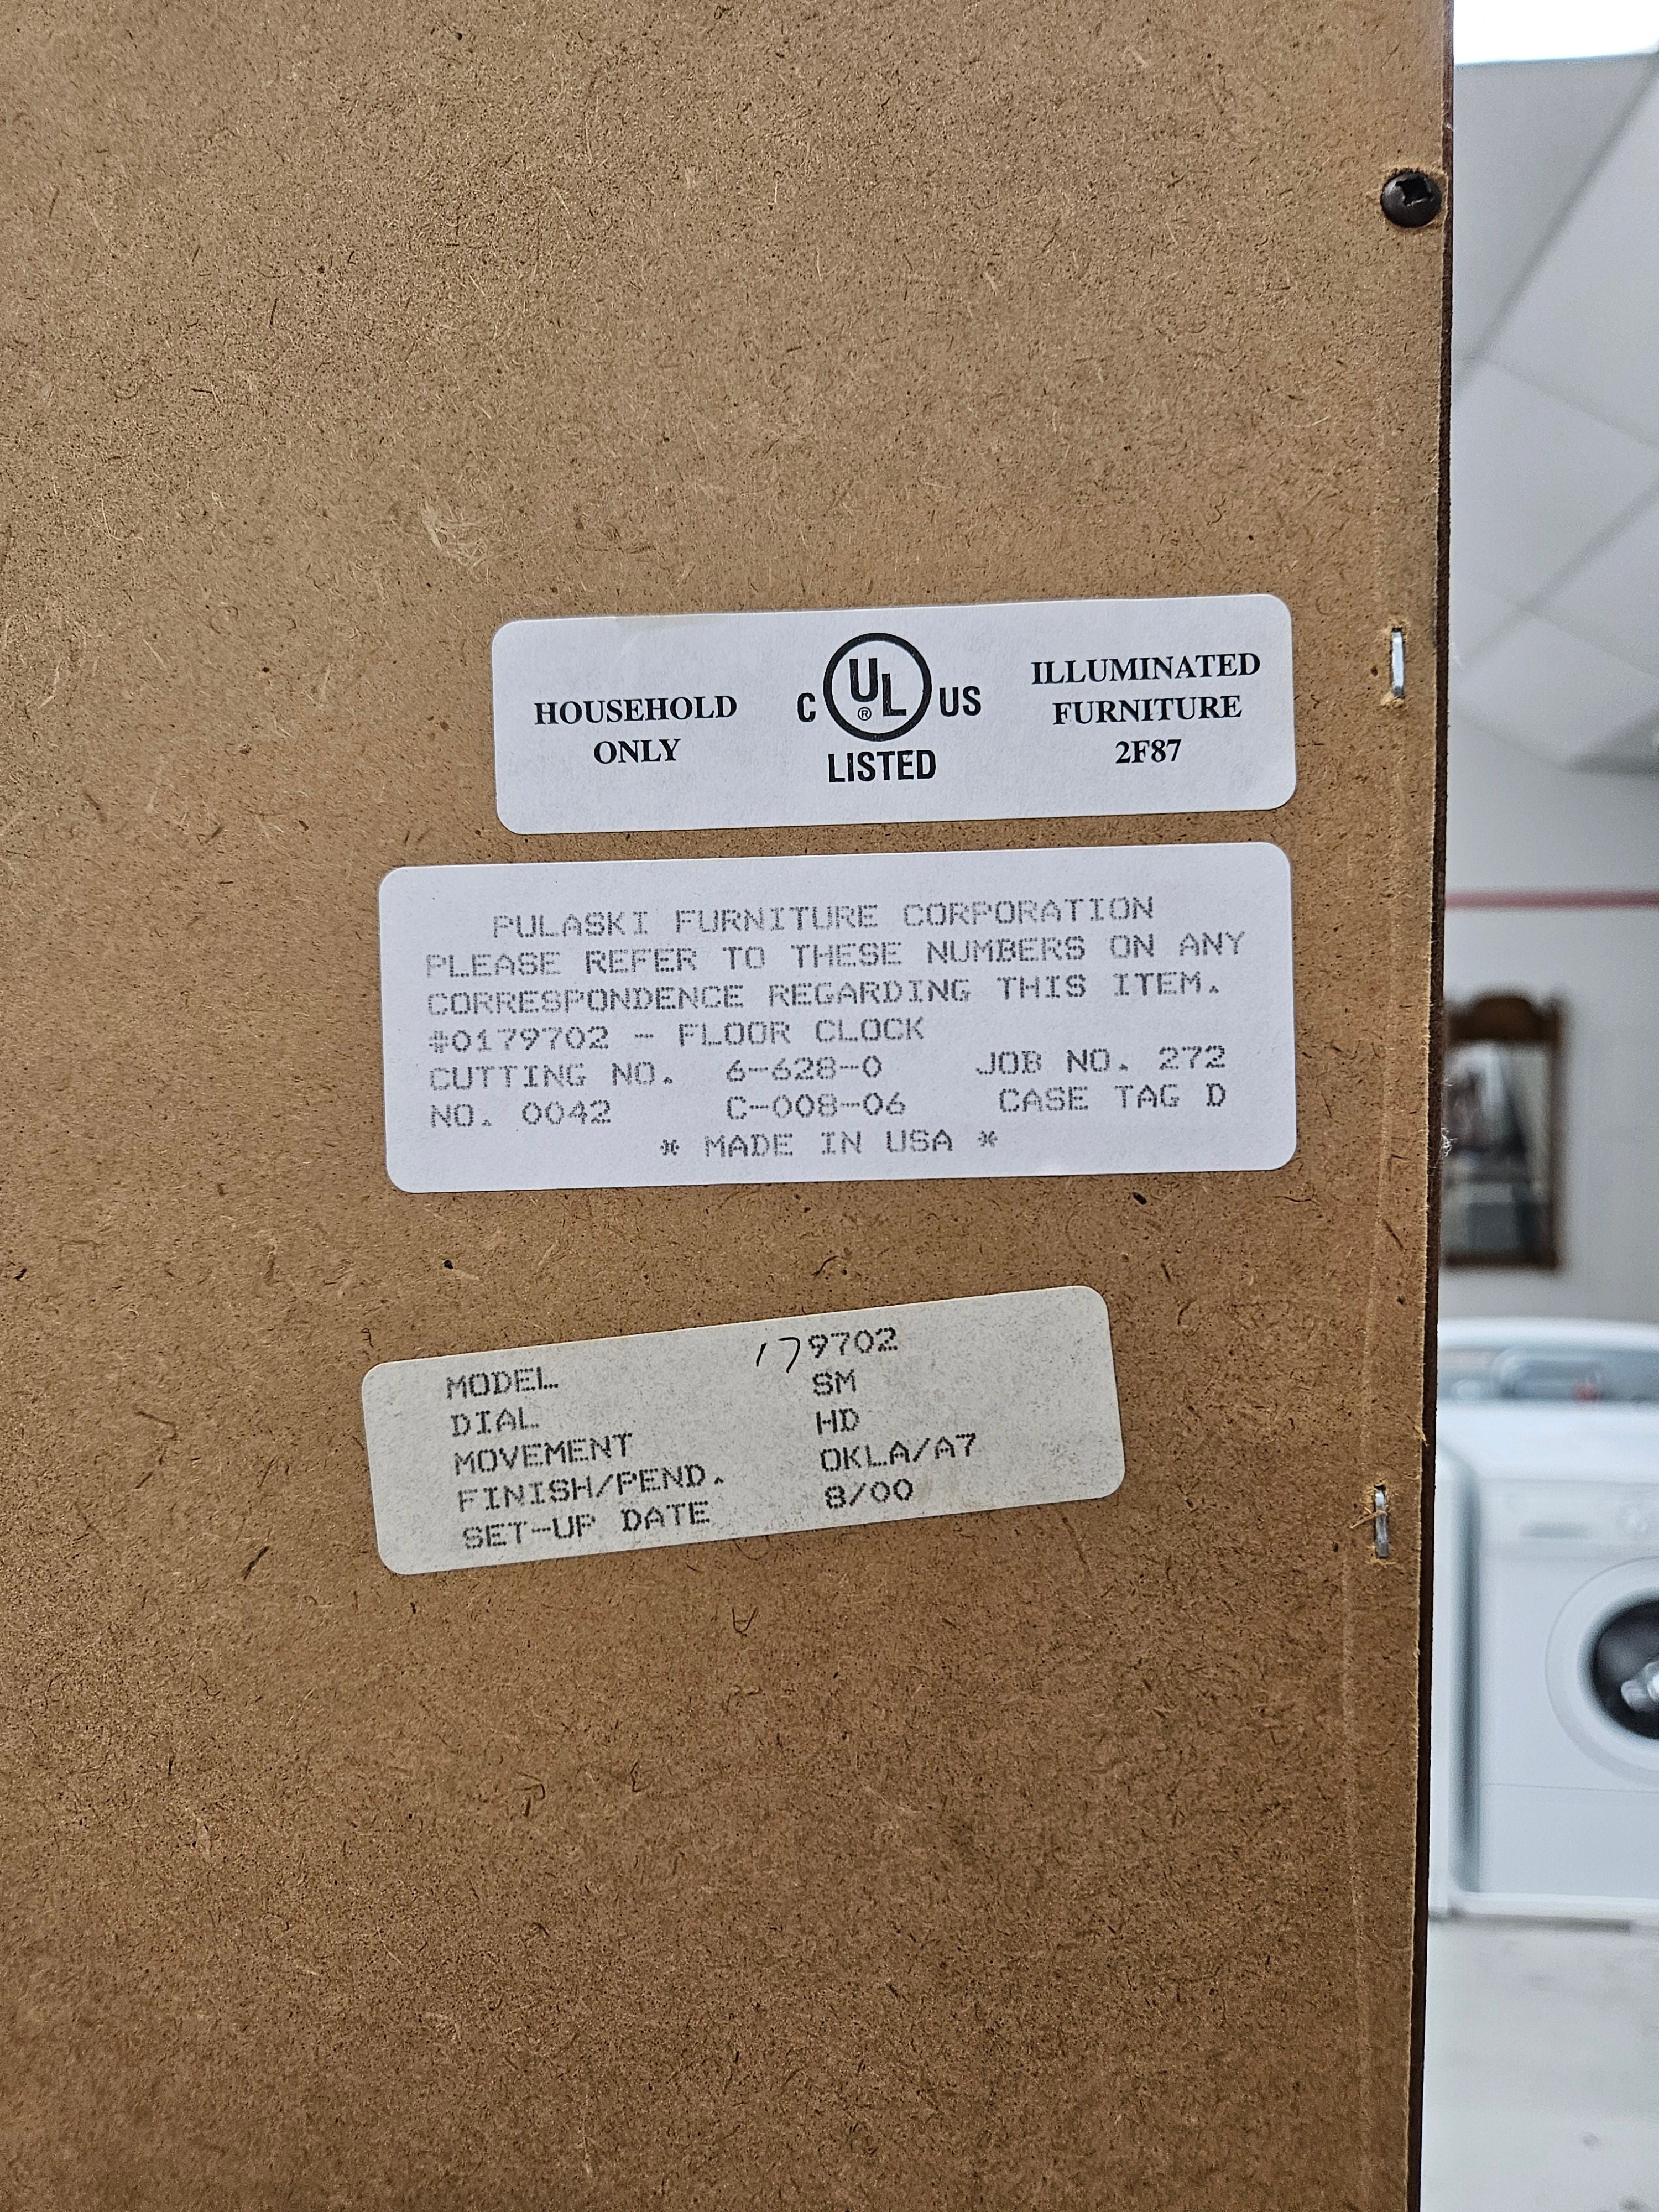 HOUSEHOLD
ONLY
C UL® US
LISTED
ILLUMINATED
FURNITURE
2F87
PULASKI FURNITURE CORPORATION
PLEASE REFER TO THESE NUMBERS ON ANY
CORRESPONDENCE REGARDING THIS ITEM.
#0179702 - FLOOR CLOCK
CUTTING NO. 6-628-0 JOB NO. 272
NO. 0042 C-008-06 CASE TAG D
* MADE IN USA *
MODEL 179702
DIAL SM
MOVEMENT HD
FINISH/PEND. OKLA/A7
SET-UP DATE 8/00